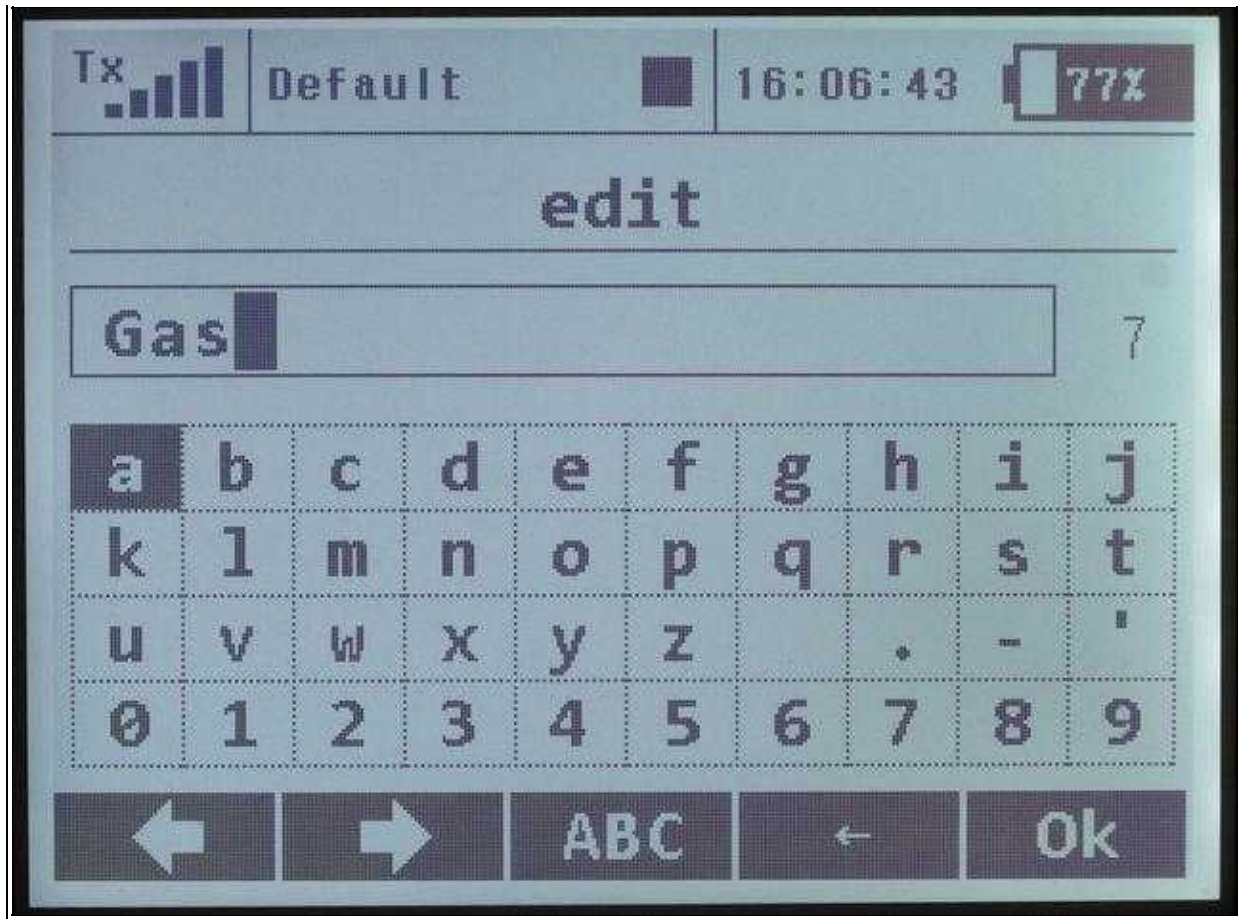 Tx Default 16:06:43 77%
edit
Gas 7
a b c d e f g h i j
k l m n o p q r s t
u v w x y z . - '
0 1 2 3 4 5 6 7 8 9
← → ABC ← Ok